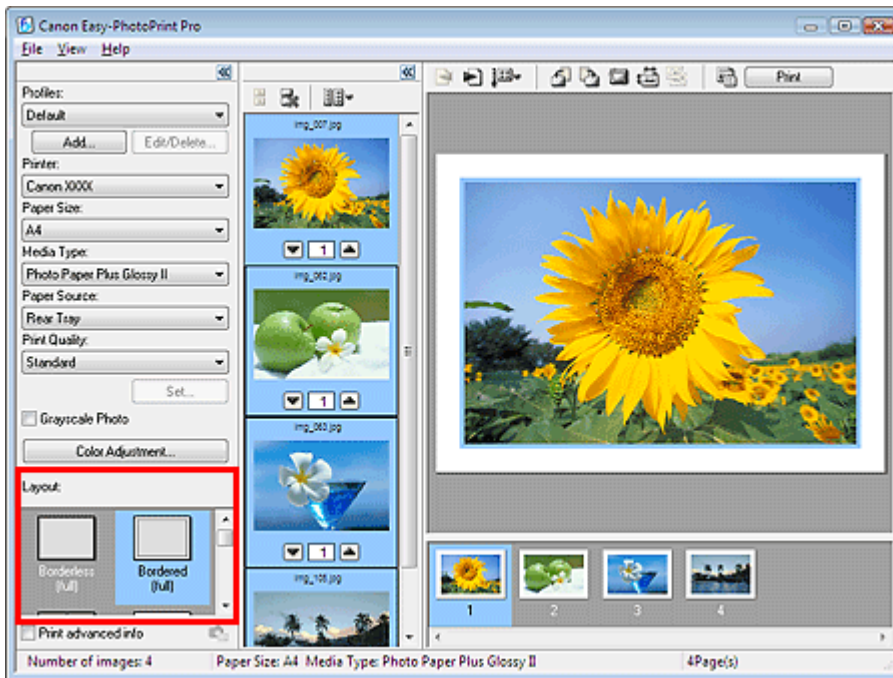 Canon Easy-PhotoPrint Pro
File View Help
Profiles:
Default
Add... Edit/Delete...
Printer:
Canon XXXX
Paper Size:
A4
Media Type:
Photo Paper Plus Glossy II
Paper Source:
Rear Tray
Print Quality:
Standard
Set...
Grayscale Photo
Color Adjustment...
Layout:
Borderless (full)
Bordered (full)
Print advanced info
img_007.jpg
1
img_062.jpg
1
img_063.jpg
1
img_105.jpg
Print
1 2 3 4
Number of images: 4 Paper Size: A4 Media Type: Photo Paper Plus Glossy II 4Page(s)